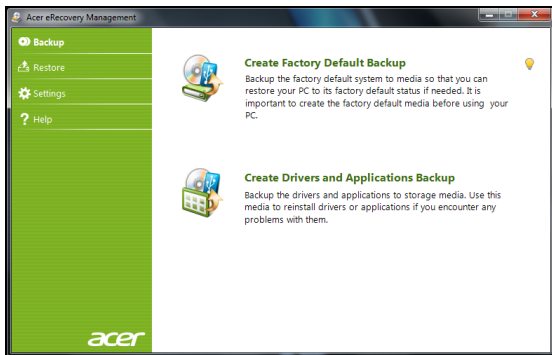 Acer eRecovery Management
Backup
Restore
Settings
Help
Create Factory Default Backup
Backup the factory default system to media so that you can
restore your PC to its factory default status if needed. It is
important to create the factory default media before using your
PC.
Create Drivers and Applications Backup
Backup the drivers and applications to storage media. Use this
media to reinstall drivers or applications if you encounter any
problems with them.
acer